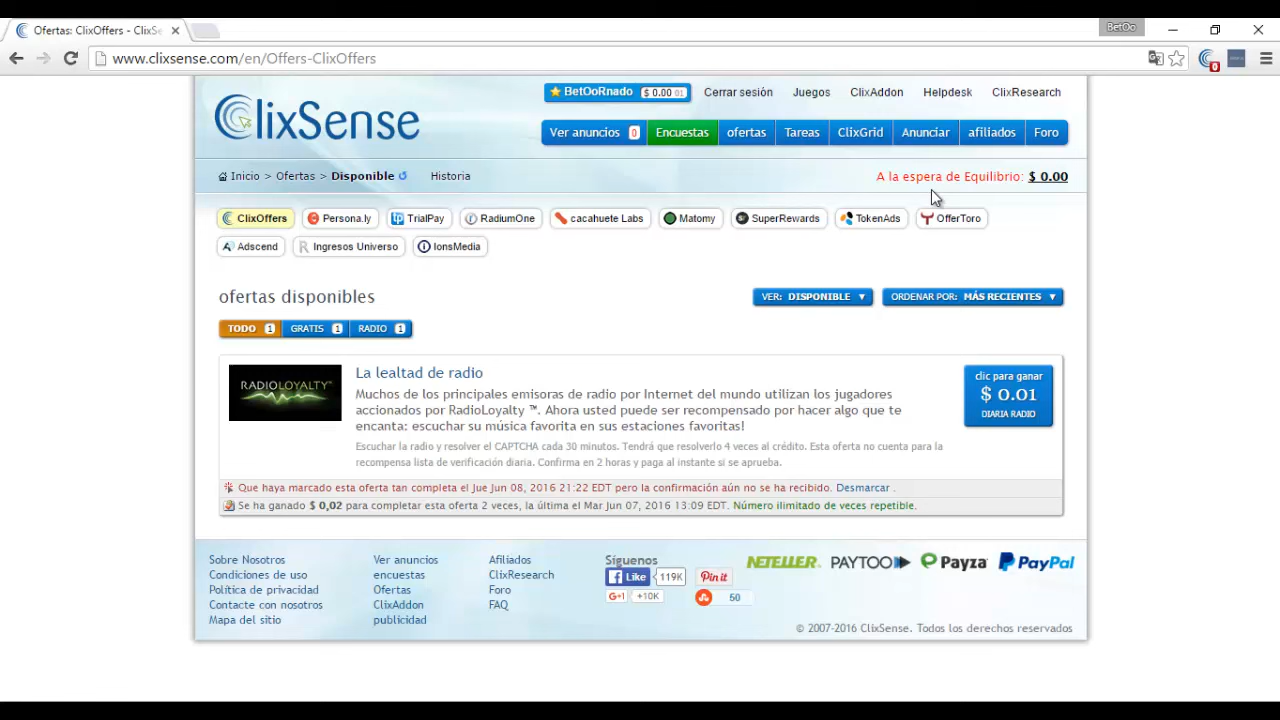 Ofertas: ClixOffers - ClixSe
BetOo
www.clixsense.com/en/Offers-ClixOffers
0
ClixSense
BetOoRnado $ 0.00 01
Cerrar sesión
Juegos
ClixAddon
Helpdesk
ClixResearch
Ver anuncios 0
Encuestas
ofertas
Tareas
ClixGrid
Anunciar
afiliados
Foro
Inicio > Ofertas > Disponible
Historia
A la espera de Equilibrio: $ 0.00
ClixOffers
Persona.ly
tp TrialPay
RadiumOne
cacahuete Labs
Matomy
SuperRewards
TokenAds
OfferToro
Adscend
R Ingresos Universo
IonsMedia
ofertas disponibles
VER: DISPONIBLE ▼
ORDENAR POR: MÁS RECIENTES ▼
TODO 1
GRATIS 1
RADIO 1
RADIOLOYALTY™
La lealtad de radio
Muchos de los principales emisoras de radio por Internet del mundo utilizan los jugadores
accionados por RadioLoyalty ™. Ahora usted puede ser recompensado por hacer algo que te
encanta: escuchar su música favorita en sus estaciones favoritas!
Escuchar la radio y resolver el CAPTCHA cada 30 minutos. Tendrá que resolverlo 4 veces al crédito. Esta oferta no cuenta para la
recompensa lista de verificación diaria. Confirma en 2 horas y paga al instante si se aprueba.
clic para ganar
$ 0.01
DIARIA RADIO
Que haya marcado esta oferta tan completa el Jue Jun 08, 2016 21:22 EDT pero la confirmación aún no se ha recibido. Desmarcar .
Se ha ganado $ 0,02 para completar esta oferta 2 veces, la última el Mar Jun 07, 2016 13:09 EDT. Número ilimitado de veces repetible.
Sobre Nosotros
Condiciones de uso
Política de privacidad
Contacte con nosotros
Mapa del sitio
Ver anuncios
encuestas
Ofertas
ClixAddon
publicidad
Afiliados
ClixResearch
Foro
FAQ
Síguenos
Like 119K
Pin it
G+1 +10K
50
NETELLER
PAYTOO
Payza
PayPal
© 2007-2016 ClixSense. Todos los derechos reservados